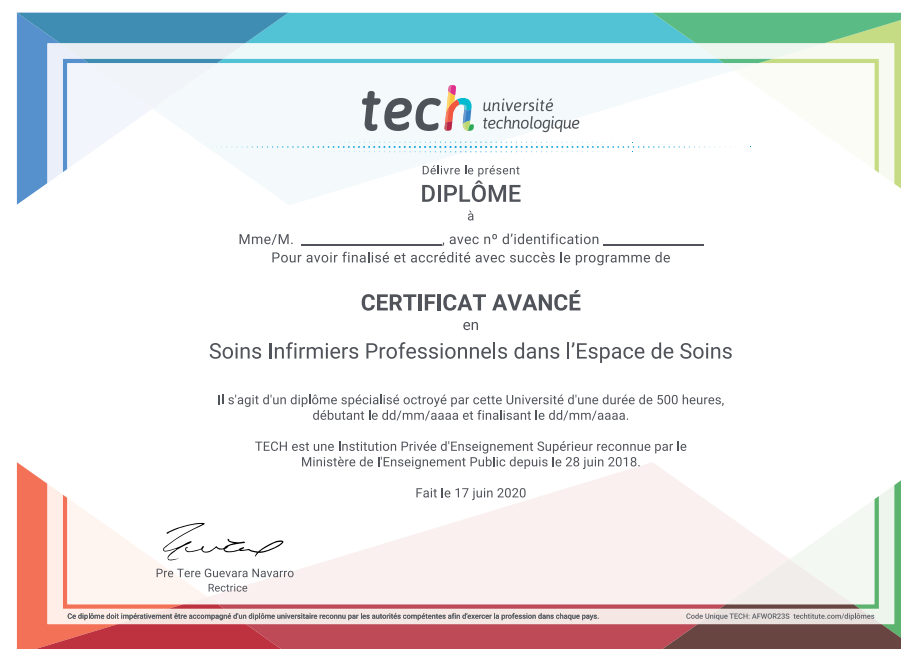 tech université
technologique
Délivre le présent
DIPLÔME
à
Mme/M. ____________________, avec nº d’identification ______________
Pour avoir finalisé et accrédité avec succès le programme de
CERTIFICAT AVANCÉ
en
Soins Infirmiers Professionnels dans l’Espace de Soins
Il s'agit d'un diplôme spécialisé octroyé par cette Université d'une durée de 500 heures,
débutant le dd/mm/aaaa et finalisant le dd/mm/aaaa.
TECH est une Institution Privée d'Enseignement Supérieur reconnue par le
Ministère de l'Enseignement Public depuis le 28 juin 2018.
Fait le 17 juin 2020
Pre Tere Guevara Navarro
Rectrice
Ce diplôme doit impérativement être accompagné d'un diplôme universitaire reconnu par les autorités compétentes afin d'exercer la profession dans chaque pays.
Code Unique TECH: AFWOR23S techtitute.com/diplômes